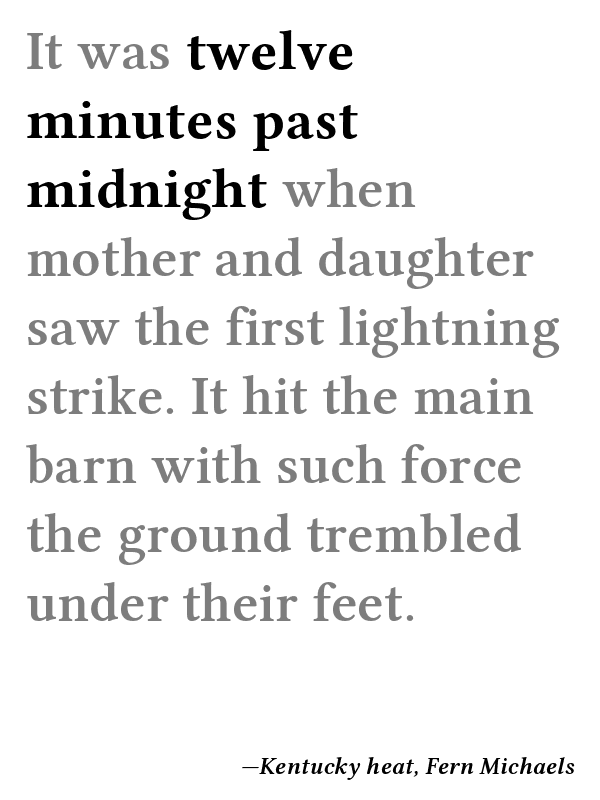 It was twelve
minutes past
midnight when
mother and daughter
saw the first lightning
strike. It hit the main
barn with such force
the ground trembled
under their feet.
—Kentucky heat, Fern Michaels